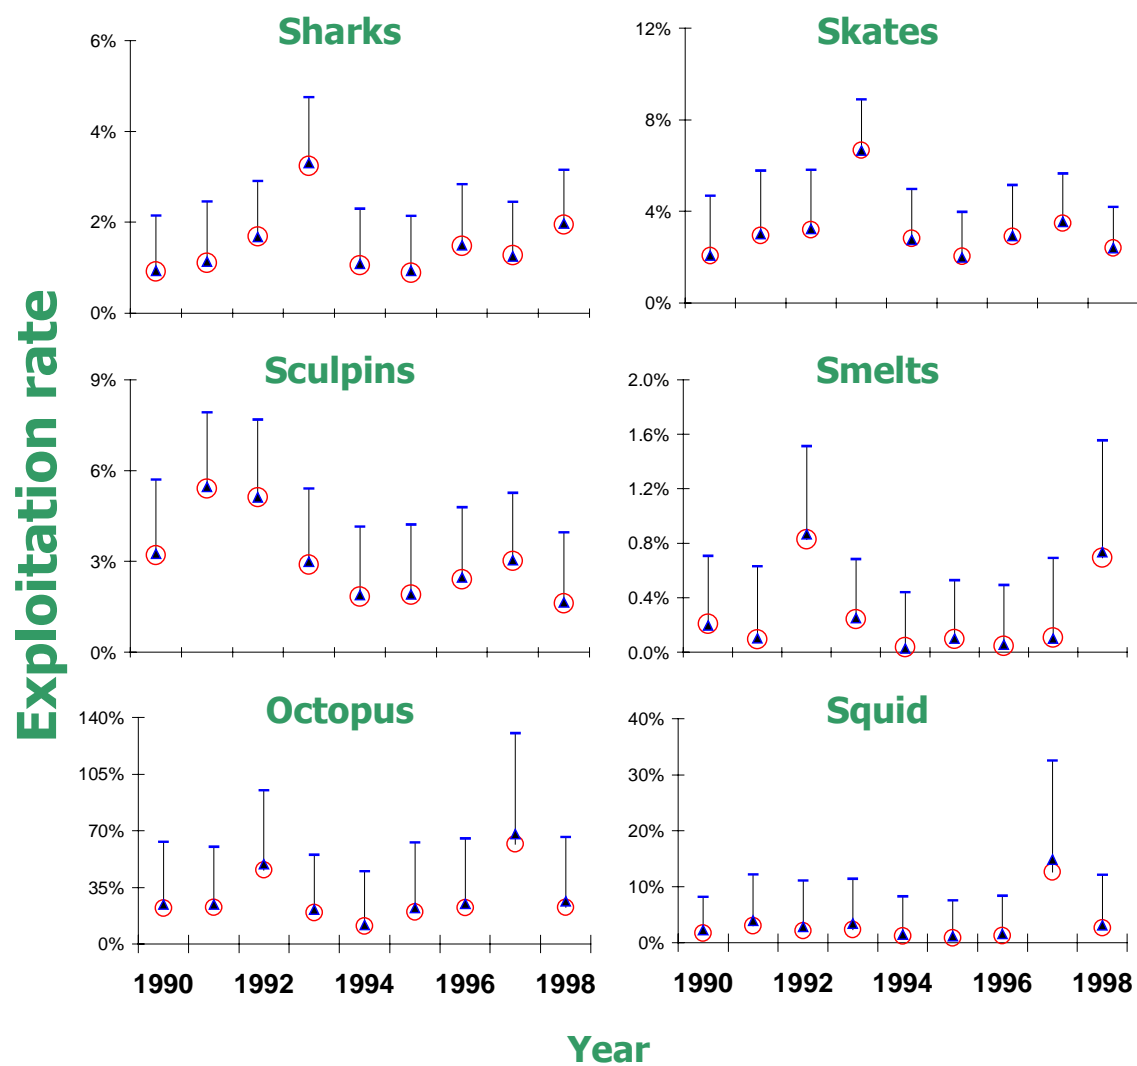 Sharks
6%
4%
2%
0%
Skates
12%
8%
4%
0%
Sculpins
9%
6%
3%
0%
Smelts
2.0%
1.6%
1.2%
0.8%
0.4%
0.0%
Octopus
140%
105%
70%
35%
0%
1990 1992 1994 1996 1998
Squid
40%
30%
20%
10%
0%
1990 1992 1994 1996 1998
Exploitation rate
Year